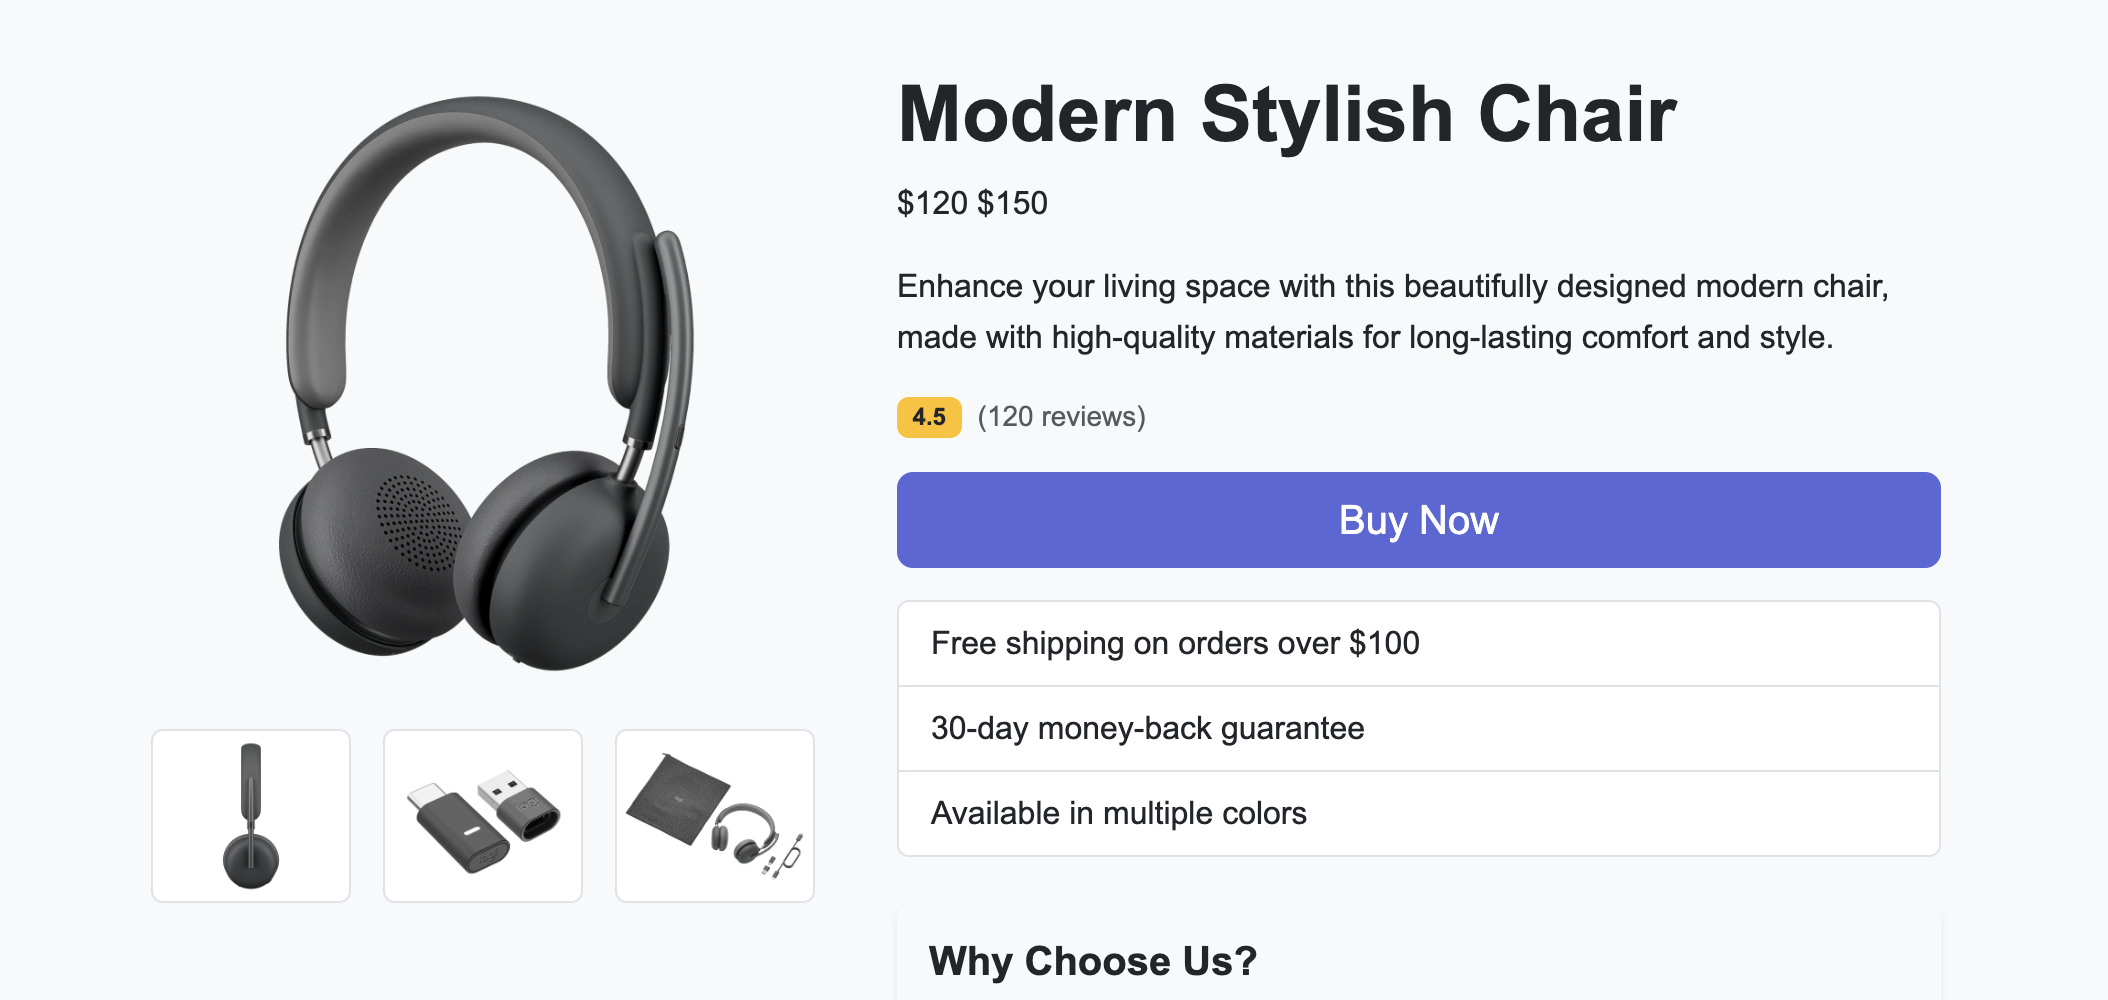 Modern Stylish Chair
$120 $150
Enhance your living space with this beautifully designed modern chair,
made with high-quality materials for long-lasting comfort and style.
4.5 (120 reviews)
Buy Now
Free shipping on orders over $100
30-day money-back guarantee
Available in multiple colors
Why Choose Us?